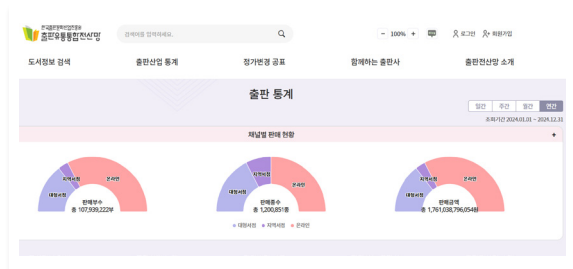 한국출판문화산업진흥원
출판유통통합전산망
검색어를 입력하세요.
- 100% +
로그인 회원가입
도서정보 검색 출판산업 통계 정가변경 공표 함께하는 출판사 출판전산망 소개
출판 통계
일간 주간 월간 연간
조회기간 2024.01.01 ~ 2024.12.31
채널별 판매 현황 +
대형서점 지역서점 온라인
판매부수
총 107,939,222부
대형서점 지역서점 온라인
판매종수
총 1,200,851종
대형서점 지역서점 온라인
판매금액
총 1,761,038,796,054원
대형서점 지역서점 온라인